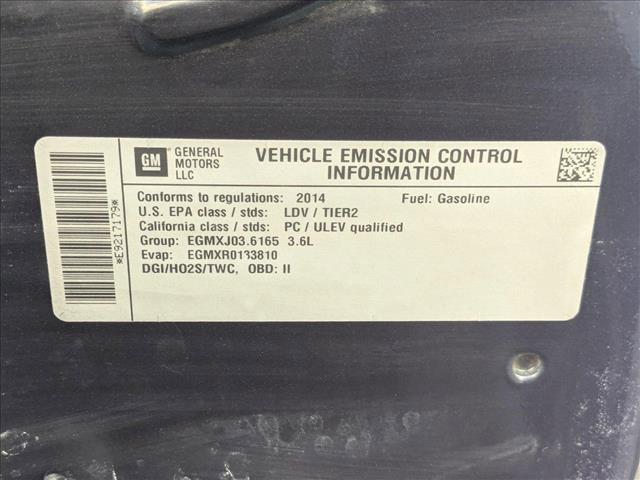 GM
GENERAL
MOTORS
LLC
VEHICLE EMISSION CONTROL
INFORMATION
Conforms to regulations: 2014 Fuel: Gasoline
U.S. EPA class / stds: LDV / TIER2
California class / stds: PC / ULEV qualified
Group: EGMXJ03.6165 3.6L
Evap: EGMXR0133810
DGI/HO2S/TWC, OBD: II
*E9217179*